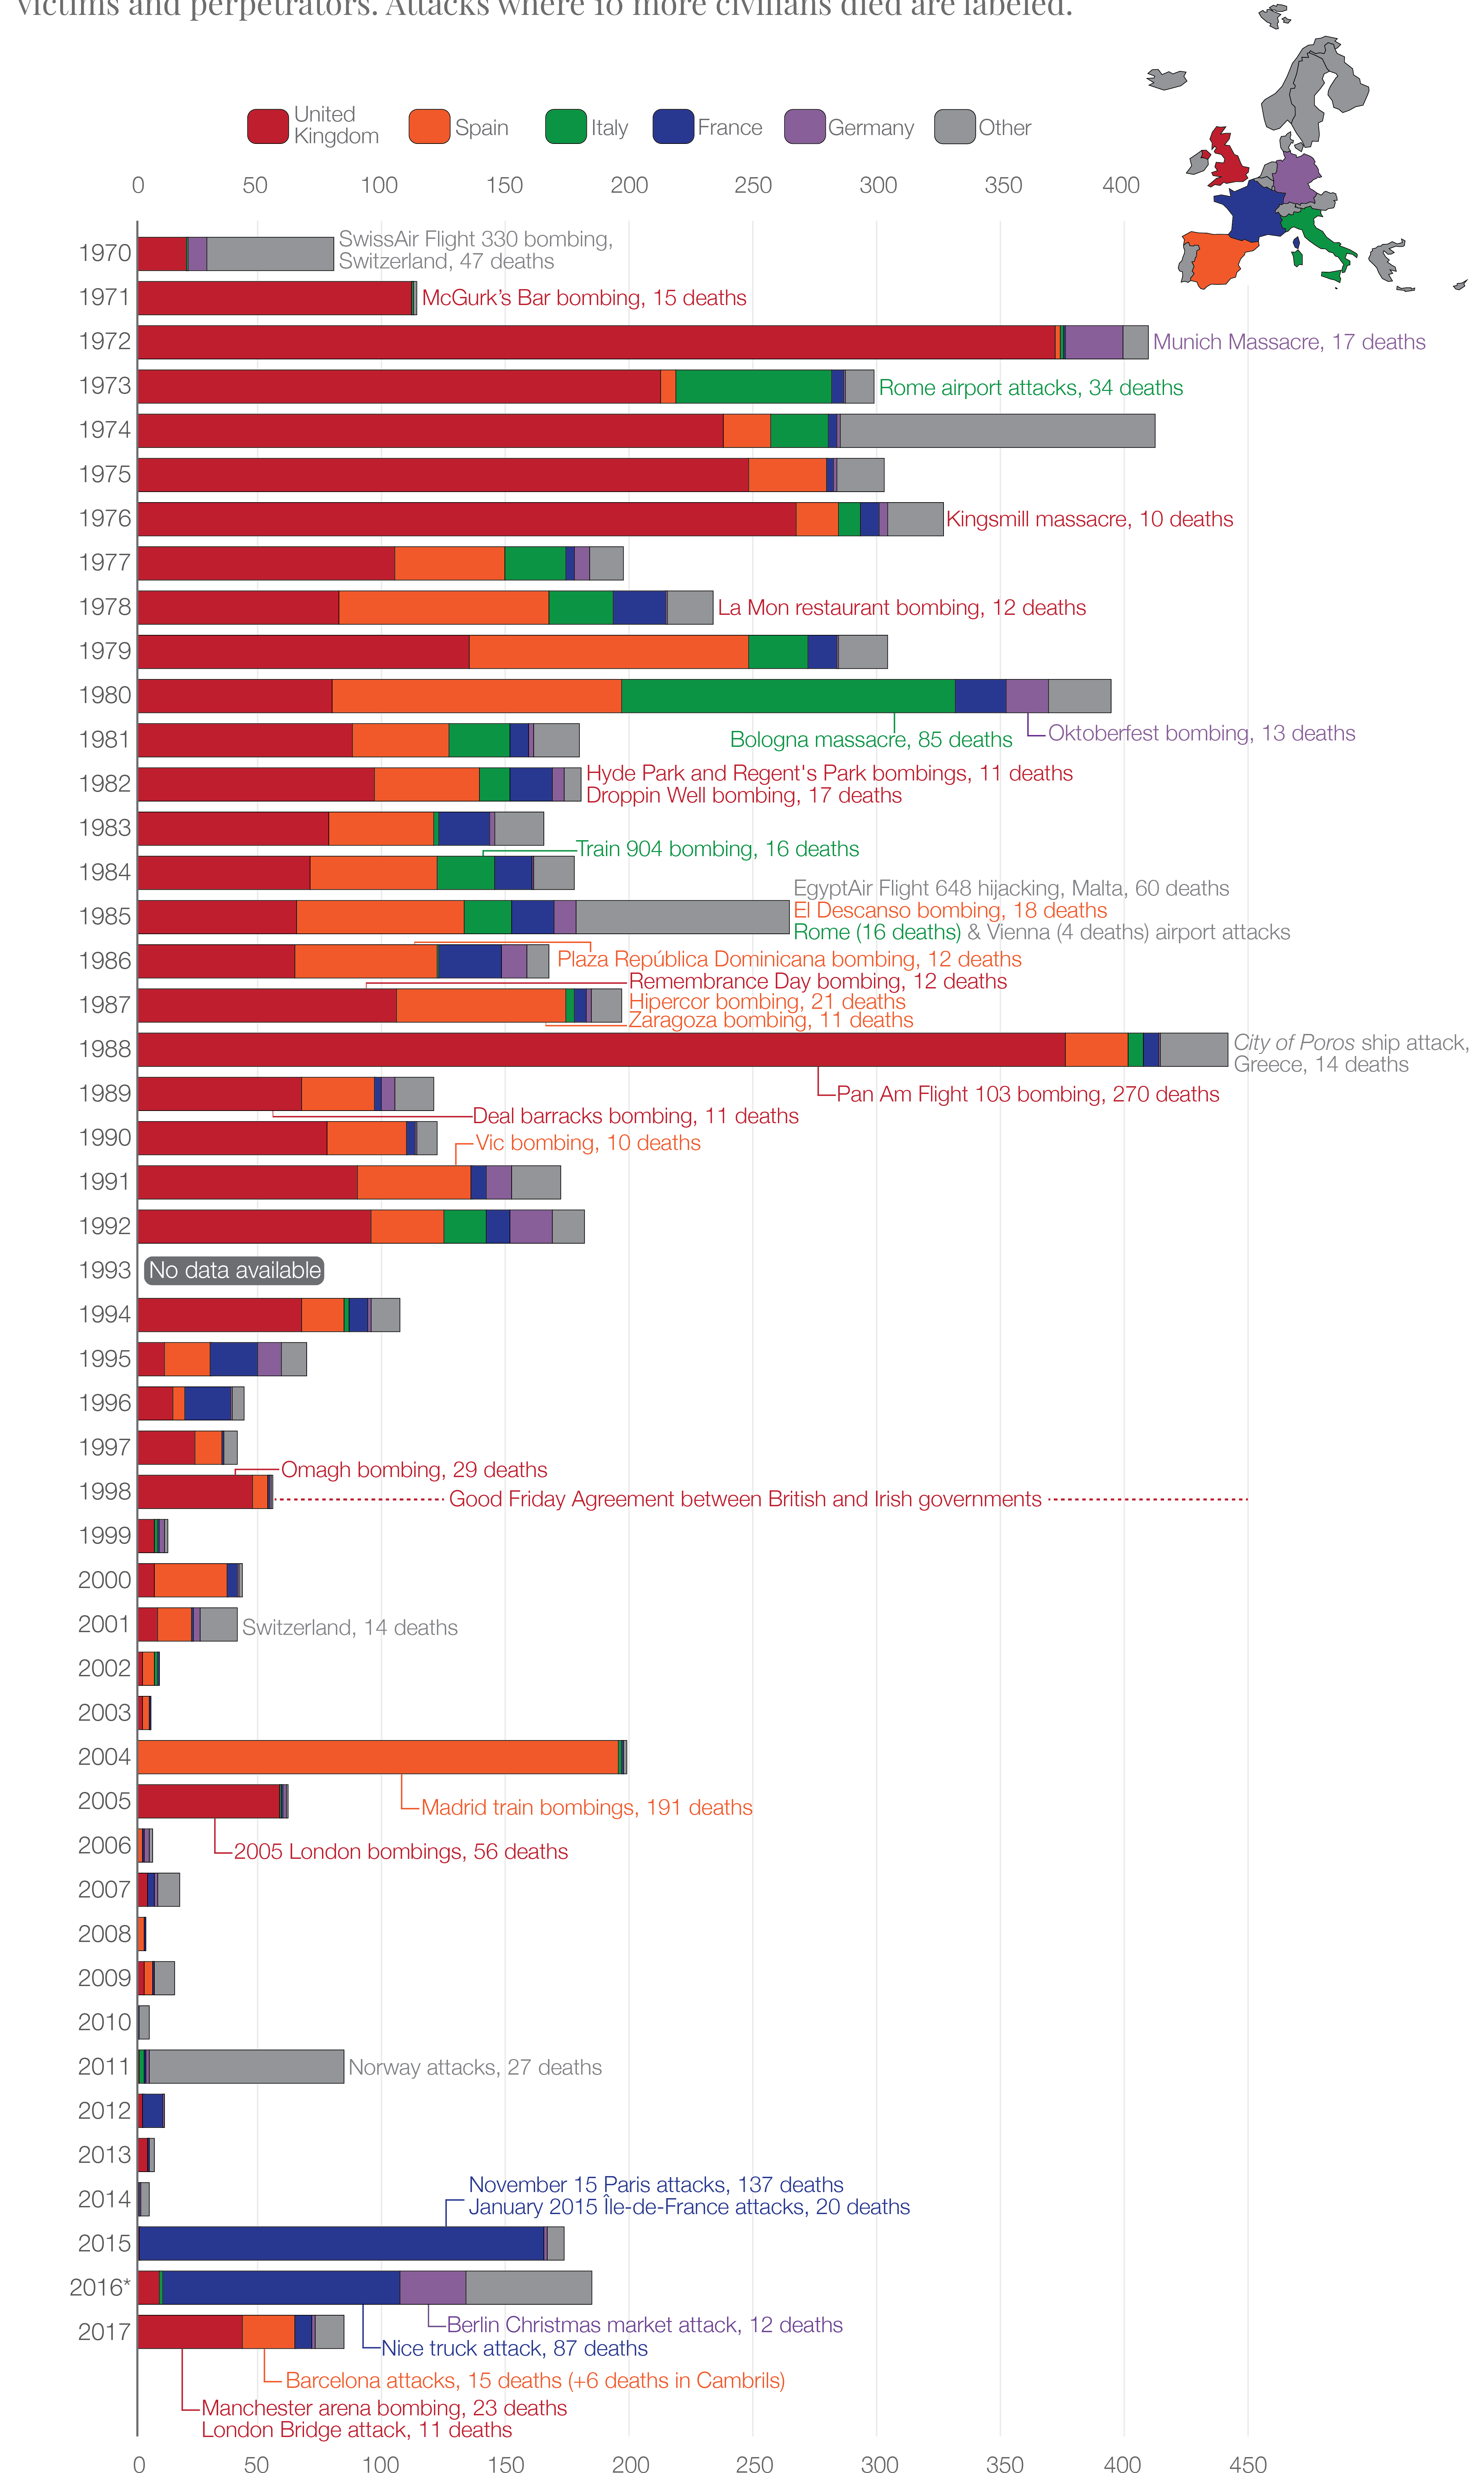 victims and perpetrators. Attacks where 10 more civilians died are labeled.
United
Kingdom
Spain
Italy
France
Germany
Other
0 50 100 150 200 250 300 350 400
1970
SwissAir Flight 330 bombing,
Switzerland, 47 deaths
1971
McGurk’s Bar bombing, 15 deaths
1972
Munich Massacre, 17 deaths
1973
Rome airport attacks, 34 deaths
1974
1975
1976
Kingsmill massacre, 10 deaths
1977
1978
La Mon restaurant bombing, 12 deaths
1979
1980
Bologna massacre, 85 deaths
Oktoberfest bombing, 13 deaths
1981
1982
Hyde Park and Regent's Park bombings, 11 deaths
Droppin Well bombing, 17 deaths
1983
Train 904 bombing, 16 deaths
1984
EgyptAir Flight 648 hijacking, Malta, 60 deaths
1985
El Descanso bombing, 18 deaths
Rome (16 deaths) & Vienna (4 deaths) airport attacks
1986
Plaza República Dominicana bombing, 12 deaths
Remembrance Day bombing, 12 deaths
1987
Hipercor bombing, 21 deaths
Zaragoza bombing, 11 deaths
1988
City of Poros ship attack,
Greece, 14 deaths
Pan Am Flight 103 bombing, 270 deaths
1989
Deal barracks bombing, 11 deaths
1990
Vic bombing, 10 deaths
1991
1992
1993
No data available
1994
1995
1996
1997
Omagh bombing, 29 deaths
1998
Good Friday Agreement between British and Irish governments
1999
2000
2001
Switzerland, 14 deaths
2002
2003
2004
Madrid train bombings, 191 deaths
2005
2005 London bombings, 56 deaths
2006
2007
2008
2009
2010
2011
Norway attacks, 27 deaths
2012
2013
2014
November 15 Paris attacks, 137 deaths
January 2015 Île-de-France attacks, 20 deaths
2015
2016*
Berlin Christmas market attack, 12 deaths
2017
Nice truck attack, 87 deaths
Barcelona attacks, 15 deaths (+6 deaths in Cambrils)
Manchester arena bombing, 23 deaths
London Bridge attack, 11 deaths
0 50 100 150 200 250 300 350 400 450